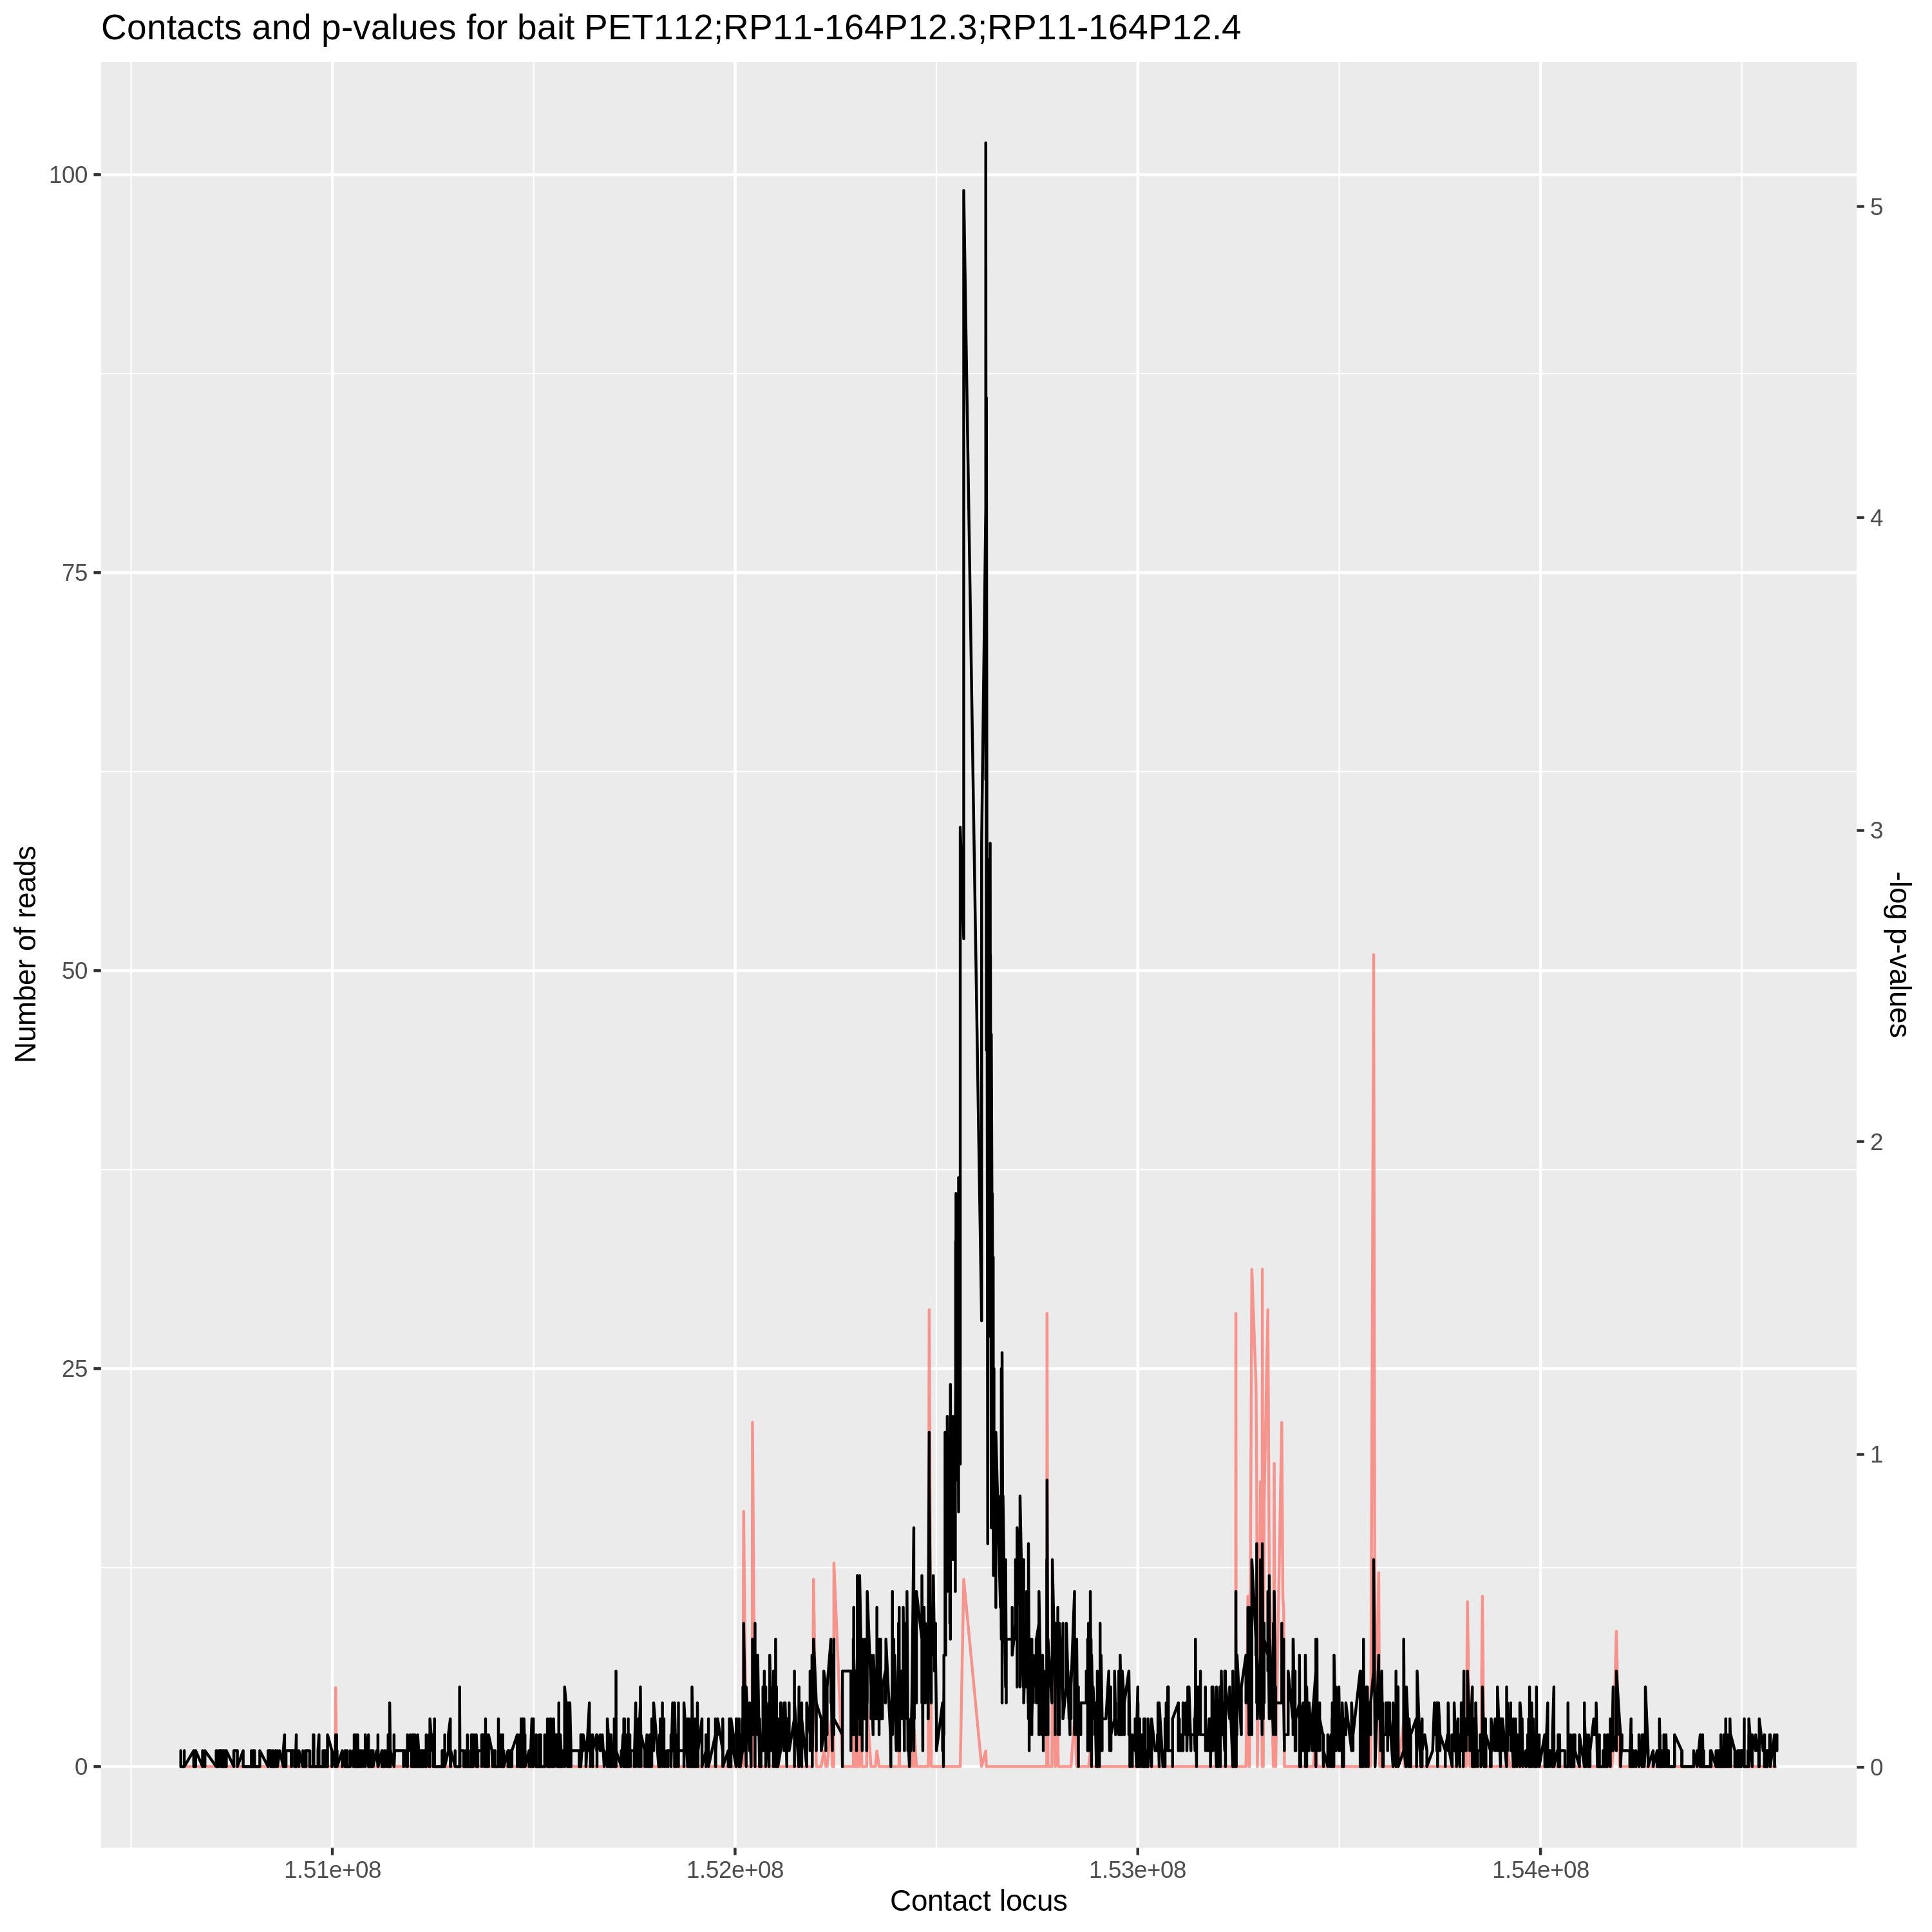 Contacts and p-values for bait PET112;RP11-164P12.3;RP11-164P12.4
100
75
50
25
0
Number of reads
5
4
3
2
1
0
-log p-values
1.51e+08
1.52e+08
1.53e+08
1.54e+08
Contact locus